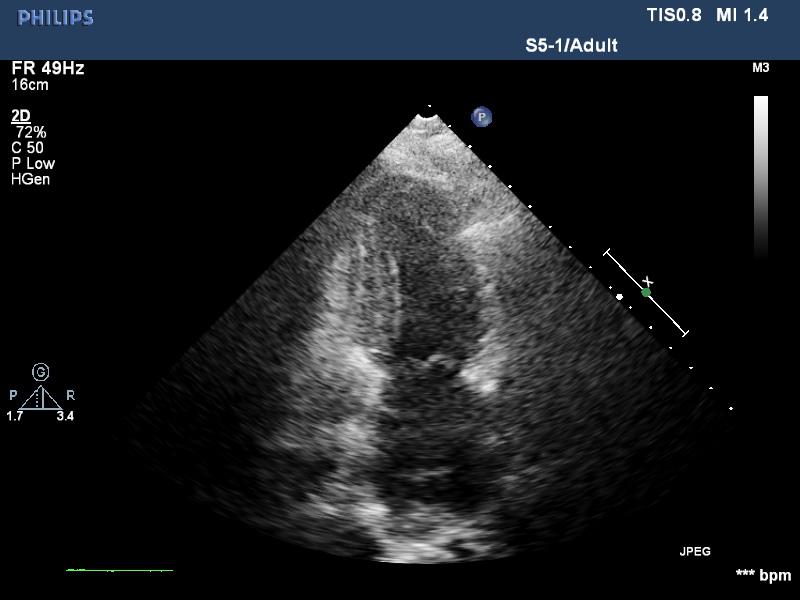 PHILIPS
TIS0.8 MI 1.4
S5-1/Adult
FR 49Hz
16cm
M3
2D
72%
C 50
P Low
HGen
P
G
P R
1.7 3.4
x
JPEG
*** bpm